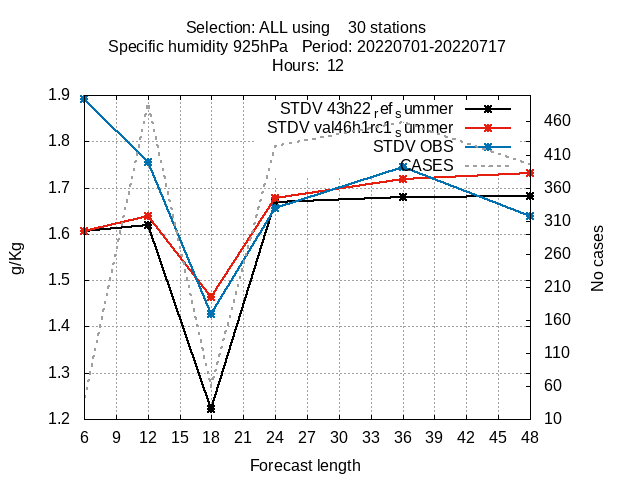 Selection: ALL using    30 stations
Specific humidity 925hPa   Period: 20220701-20220717
Hours: 12
STDV 43h22_ref_summer
STDV val46h1rc1_summer
STDV OBS
CASES
1.9
1.8
1.7
1.6
1.5
1.4
1.3
1.2
g/Kg
460
410
360
310
260
210
160
110
60
10
No cases
6 9 12 15 18 21 24 27 30 33 36 39 42 45 48
Forecast length